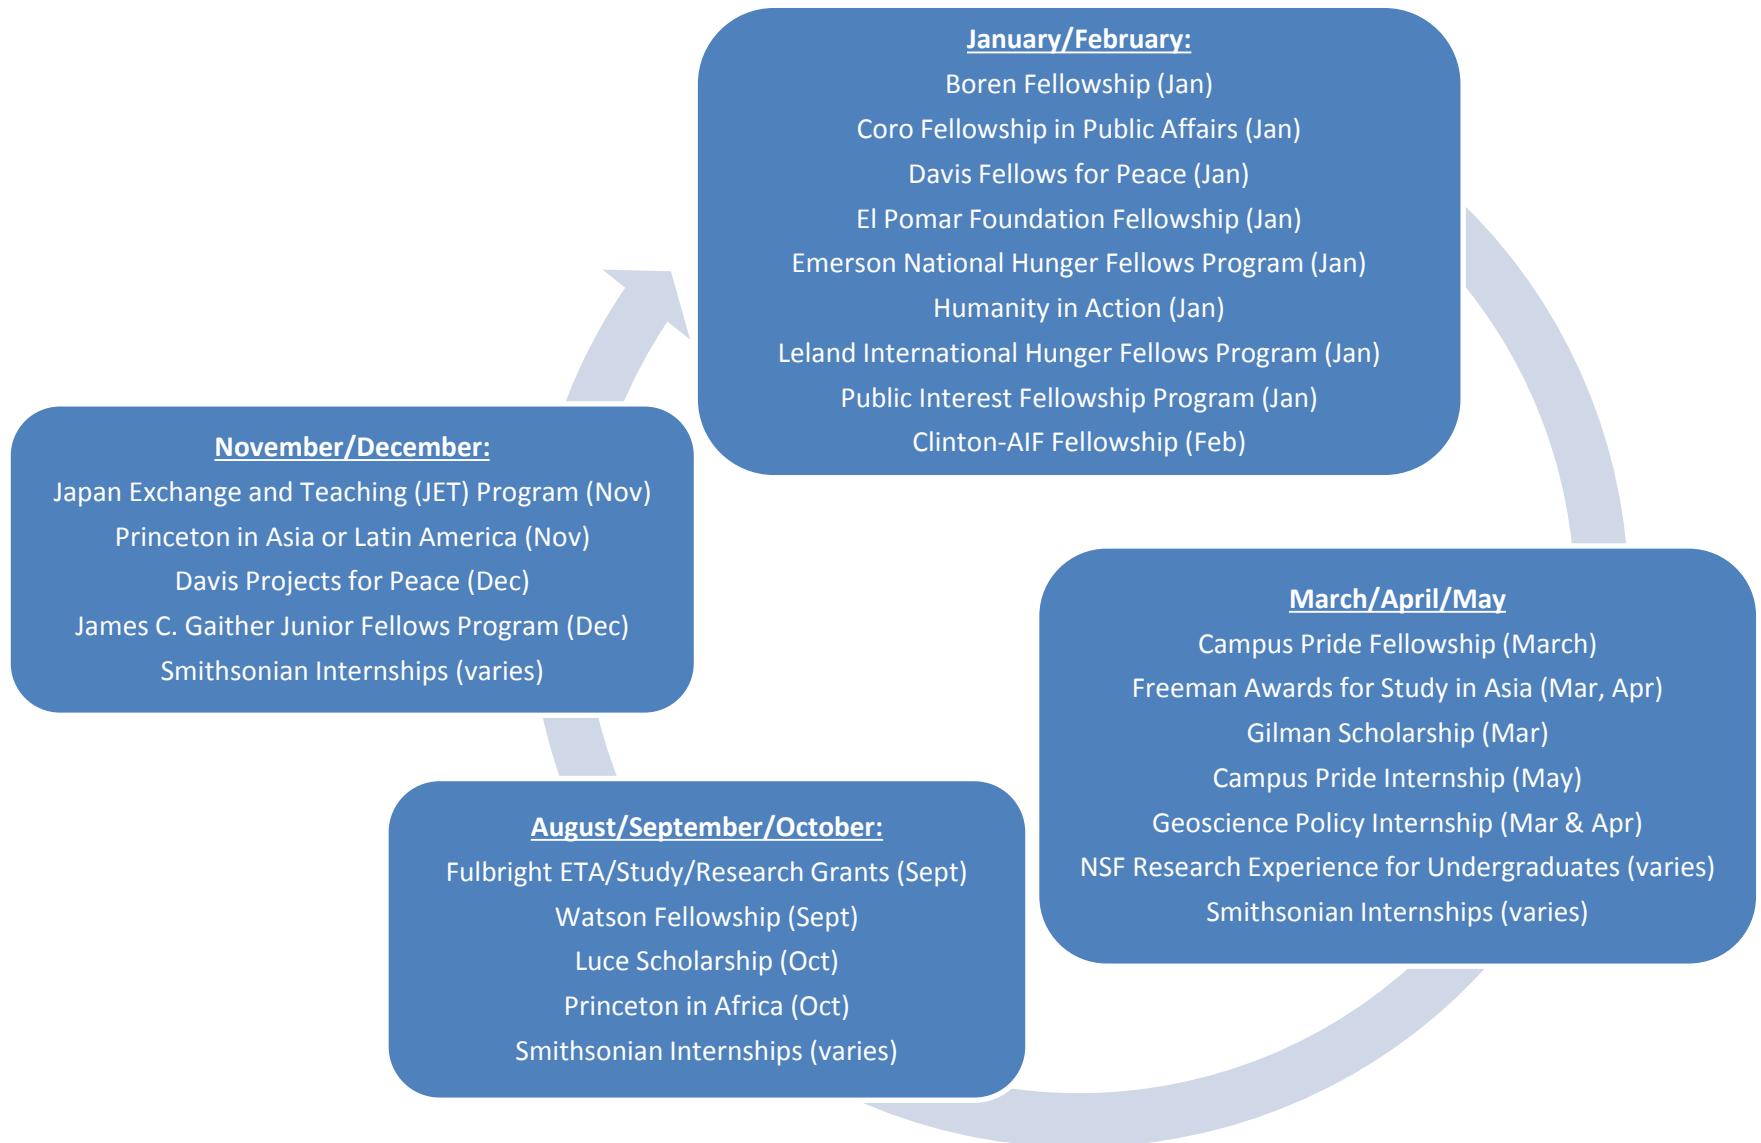 January/February:
Boren Fellowship (Jan)
Coro Fellowship in Public Affairs (Jan)
Davis Fellows for Peace (Jan)
El Pomar Foundation Fellowship (Jan)
Emerson National Hunger Fellows Program (Jan)
Humanity in Action (Jan)
Leland International Hunger Fellows Program (Jan)
Public Interest Fellowship Program (Jan)
Clinton-AIF Fellowship (Feb)
March/April/May
Campus Pride Fellowship (March)
Freeman Awards for Study in Asia (Mar, Apr)
Gilman Scholarship (Mar)
Campus Pride Internship (May)
Geoscience Policy Internship (Mar & Apr)
NSF Research Experience for Undergraduates (varies)
Smithsonian Internships (varies)
August/September/October:
Fulbright ETA/Study/Research Grants (Sept)
Watson Fellowship (Sept)
Luce Scholarship (Oct)
Princeton in Africa (Oct)
Smithsonian Internships (varies)
November/December:
Japan Exchange and Teaching (JET) Program (Nov)
Princeton in Asia or Latin America (Nov)
Davis Projects for Peace (Dec)
James C. Gaither Junior Fellows Program (Dec)
Smithsonian Internships (varies)